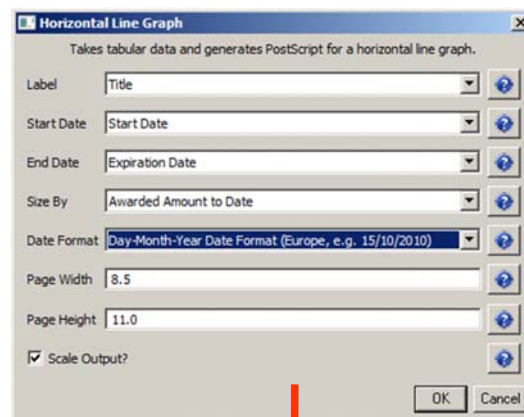 Horizontal Line Graph
Takes tabular data and generates PostScript for a horizontal line graph.
Label Title
Start Date Start Date
End Date Expiration Date
Size By Awarded Amount to Date
Date Format Day-Month-Year Date Format (Europe, e.g. 15/10/2010)
Page Width 8.5
Page Height 11.0
Scale Output?
OK Cancel